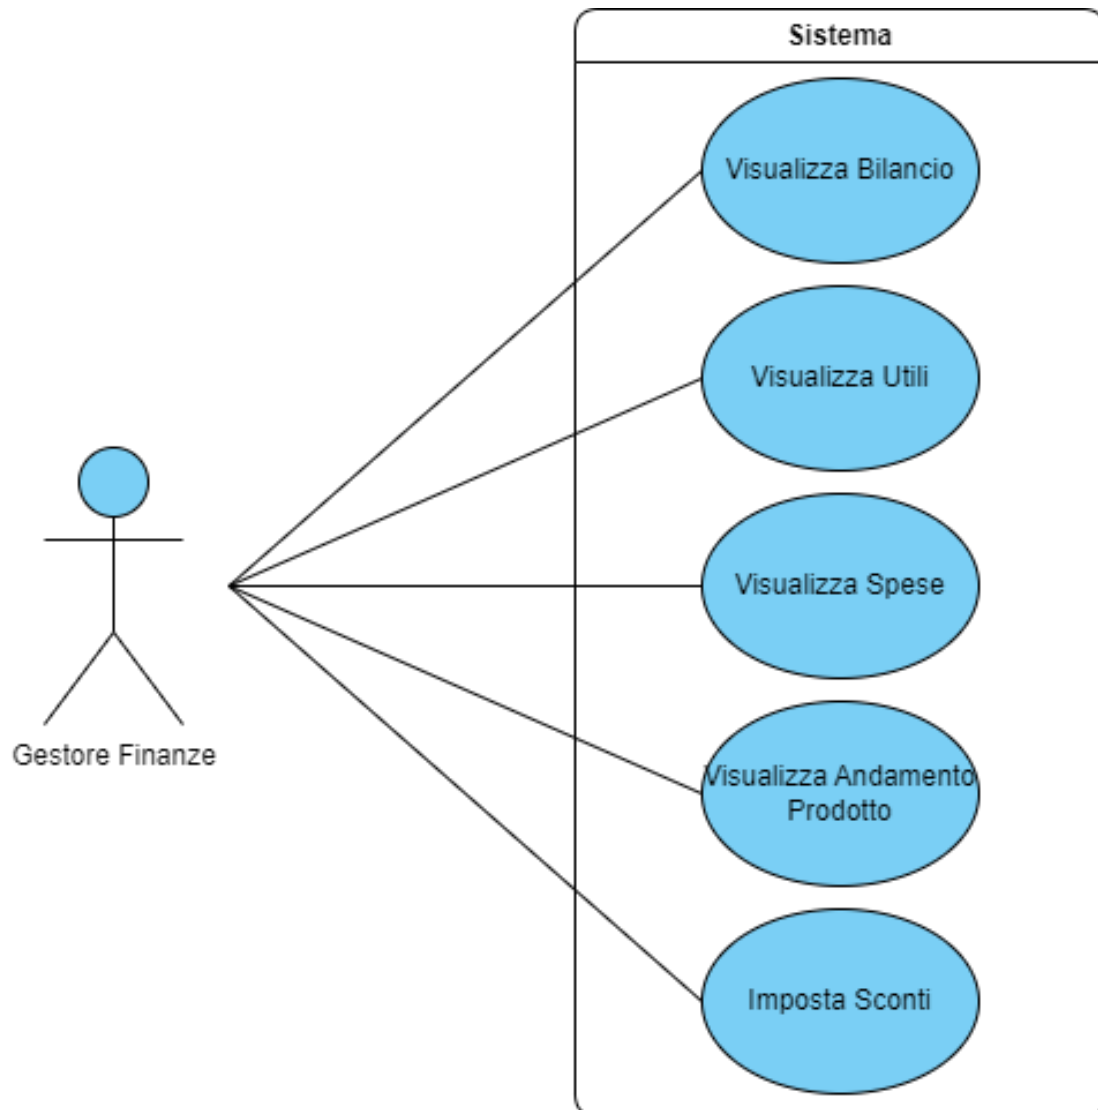 Sistema
Visualizza Bilancio
Visualizza Utili
Visualizza Spese
Gestore Finanze
Visualizza Andamento
Prodotto
Imposta Sconti